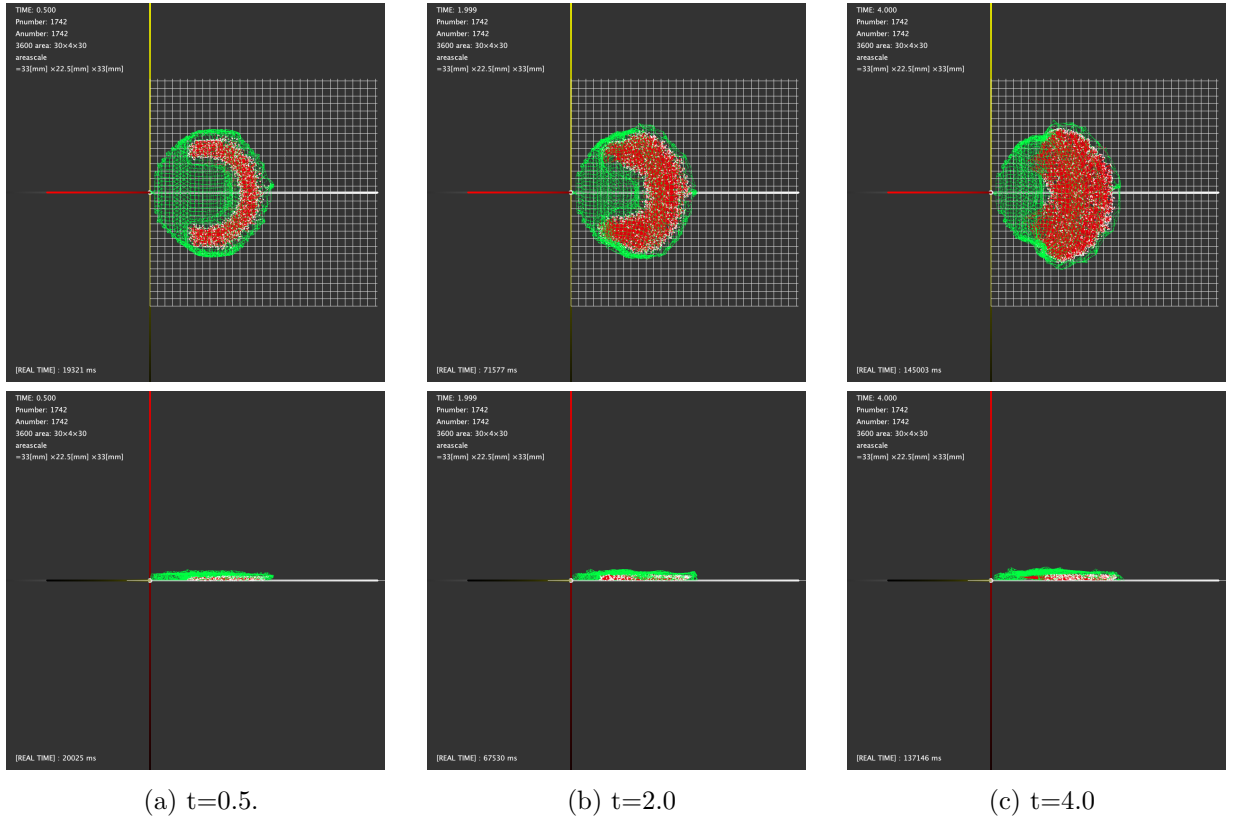 TIME: 0.500
Pnumber: 1742
Anumber: 1742
3600 area: 30×4×30
areascale
=33[mm] ×22.5[mm] ×33[mm]
[REAL TIME] : 19321 ms
TIME: 1.999
Pnumber: 1742
Anumber: 1742
3600 area: 30×4×30
areascale
=33[mm] ×22.5[mm] ×33[mm]
[REAL TIME] : 71577 ms
TIME: 4.000
Pnumber: 1742
Anumber: 1742
3600 area: 30×4×30
areascale
=33[mm] ×22.5[mm] ×33[mm]
[REAL TIME] : 145003 ms
TIME: 0.500
Pnumber: 1742
Anumber: 1742
3600 area: 30×4×30
areascale
=33[mm] ×22.5[mm] ×33[mm]
[REAL TIME] : 20025 ms
TIME: 1.999
Pnumber: 1742
Anumber: 1742
3600 area: 30×4×30
areascale
=33[mm] ×22.5[mm] ×33[mm]
[REAL TIME] : 67530 ms
TIME: 4.000
Pnumber: 1742
Anumber: 1742
3600 area: 30×4×30
areascale
=33[mm] ×22.5[mm] ×33[mm]
[REAL TIME] : 137146 ms
(a) t=0.5.
(b) t=2.0
(c) t=4.0